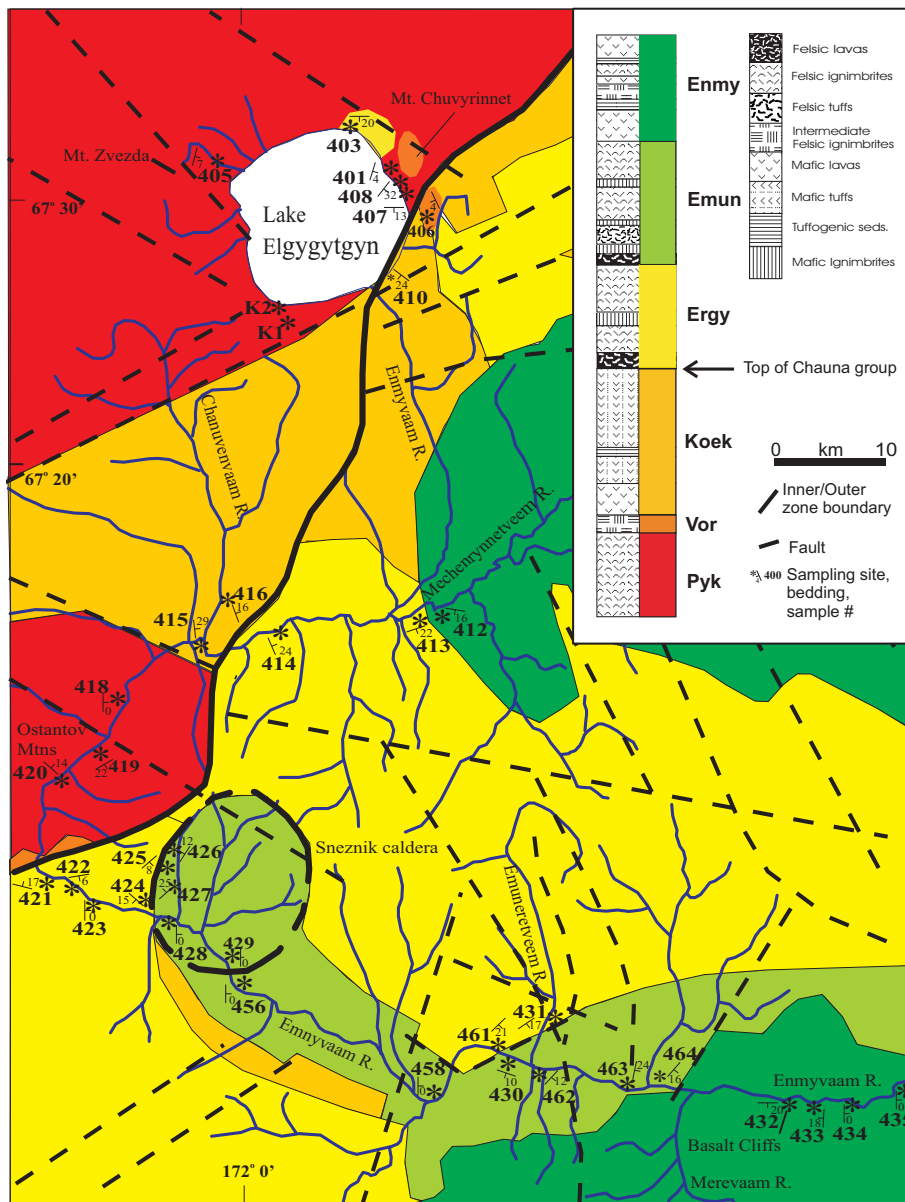 Mt. Chuvyrinnet
20
403
Mt. Zvezda
7
405
401
4
408
32
407
13
4
406
67° 30'
Lake
Elgygytgyn
24
410
K2
K1
Chanuvenvaam R.
Enmyvaam R.
67° 20'
Mechenrynnetveem R.
416
16
415
29
414
24
22
413
16
412
418
0
Ostantov
Mtns
14
420
22
419
Sneznik caldera
12
425
8
426
422
17
6
421
424
15
25
427
423
0
0
428
429
0
0
456
Emnyvaam R.
Emuneretveem R.
431
17
461
21
458
0
10
430
12
462
463
24
464
16
Enmyvaam R.
20
432
18
433
0
434
0
435
Basalt Cliffs
Merevaam R.
172° 0'
Enmy
Emun
Ergy
Top of Chauna group
Koek
Vor
Pyk
Felsic lavas
Felsic ignimbrites
Felsic tuffs
Intermediate
Felsic ignimbrites
Mafic lavas
Mafic tuffs
Tuffogenic seds.
Mafic Ignimbrites
0 km 10
Inner/Outer
zone boundary
Fault
400 Sampling site,
bedding,
sample #